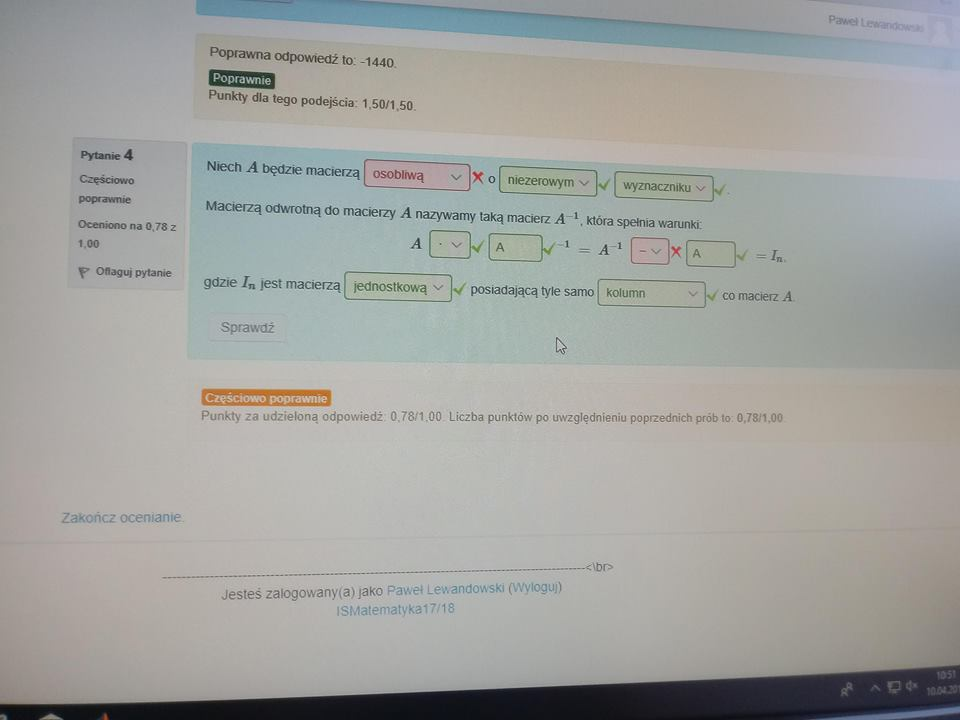 Paweł Lewandowski
Poprawna odpowiedź to: -1440.
Poprawnie
Punkty dla tego podejścia: 1,50/1,50.
Pytanie 4
Częściowo
poprawnie
Oceniono na 0,78 z
1,00
Oflaguj pytanie
Niech A będzie macierzą osobliwą o niezerowym wyznaczniku .
Macierzą odwrotną do macierzy A nazywamy taką macierz A⁻¹, która spełnia warunki:
A · A ⁻¹ = A⁻¹ − A = Iₙ,
gdzie Iₙ jest macierzą jednostkową posiadającą tyle samo kolumn co macierz A.
Sprawdź
Częściowo poprawnie
Punkty za udzieloną odpowiedź: 0,78/1,00. Liczba punktów po uwzględnieniu poprzednich prób to: 0,78/1,00.
Zakończ ocenianie.
<\br>
Jesteś zalogowany(a) jako Paweł Lewandowski (Wyloguj)
ISMatematyka17/18
10:51
10.04.201